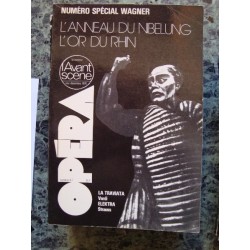 NUMÉRO SPÉCIAL WAGNER
L'ANNEAU DU NIBELUNG
L'OR DU RHIN
l'Avant
scène
OPÉRA
LA TRAVIATA
Verdi
ELEKTRA
Strauss